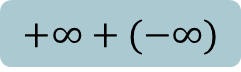 +∞ + (−∞)